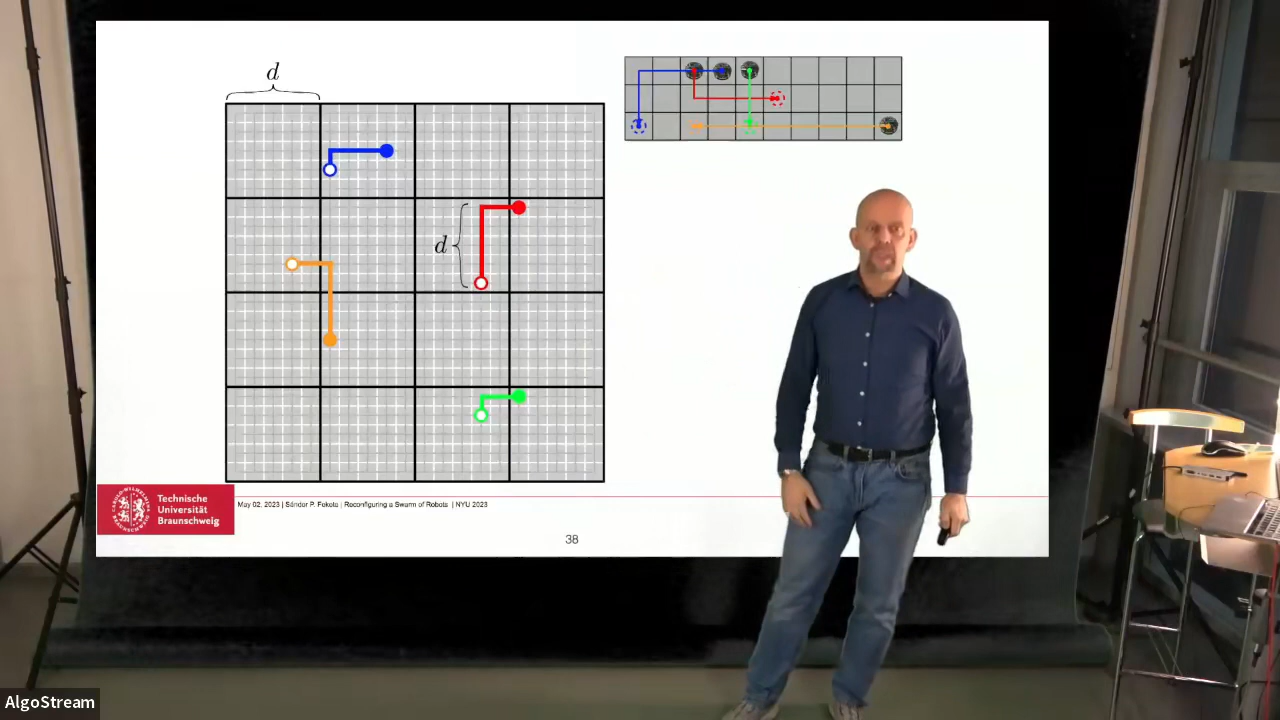 d
d
Technische
Universität
Braunschweig
May 02, 2023 | Sándor P. Fekete | Reconfiguring a Swarm of Robots | NYU 2023
38
AlgoStream